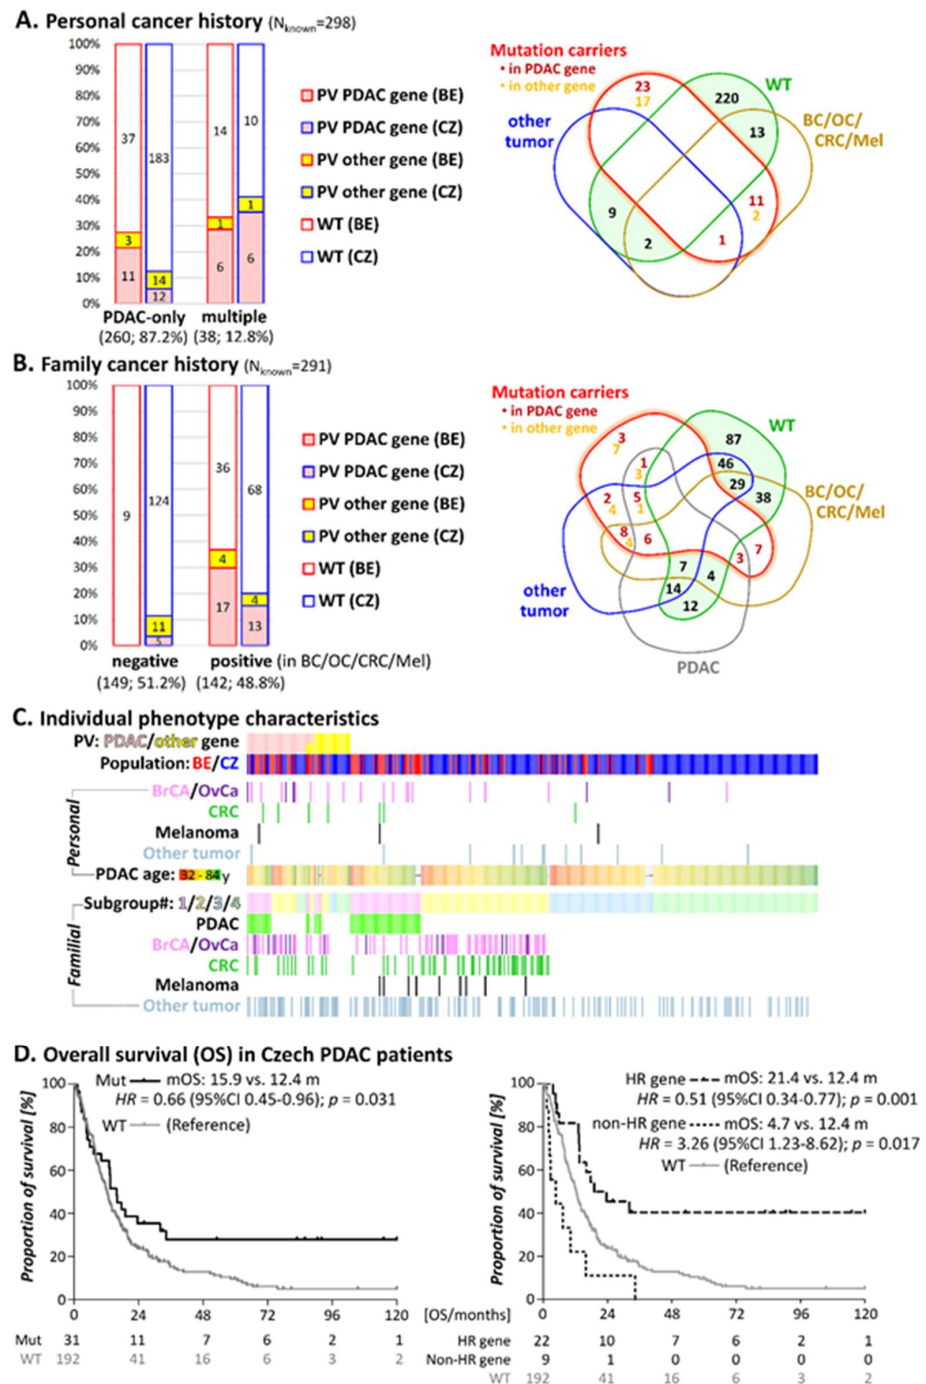 A. Personal cancer history (Nknown=298)
100%
90%
80%
70%
60%
50%
40%
30%
20%
10%
0%
37
3
11
183
14
12
14
1
6
10
1
6
PDAC-only
(260; 87.2%)
multiple
(38; 12.8%)
PV PDAC gene (BE)
PV PDAC gene (CZ)
PV other gene (BE)
PV other gene (CZ)
WT (BE)
WT (CZ)
Mutation carriers
• in PDAC gene
• in other gene
other
tumor
WT
BC/OC/
CRC/Mel
23
17
220
13
11
2
9
2
1
B. Family cancer history (Nknown=291)
100%
90%
80%
70%
60%
50%
40%
30%
20%
10%
0%
9
124
11
5
36
4
17
68
4
13
negative
(149; 51.2%)
positive (in BC/OC/CRC/Mel)
(142; 48.8%)
PV PDAC gene (BE)
PV PDAC gene (CZ)
PV other gene (BE)
PV other gene (CZ)
WT (BE)
WT (CZ)
Mutation carriers
• in PDAC gene
• in other gene
WT
BC/OC/
CRC/Mel
other
tumor
PDAC
3
7
87
1
3
46
29
38
2
4
5
1
8
4
6
7
3
7
4
14
12
C. Individual phenotype characteristics
PV: PDAC/other gene
Population: BE/CZ
Personal
BrCA/OvCa
CRC
Melanoma
Other tumor
PDAC age: 32 - 84 y
Familial
Subgroup#: 1/2/3/4
PDAC
BrCA/OvCa
CRC
Melanoma
Other tumor
D. Overall survival (OS) in Czech PDAC patients
Proportion of survival [%]
100
80
60
40
20
0
Mut mOS: 15.9 vs. 12.4 m
HR = 0.66 (95%CI 0.45-0.96); p = 0.031
WT (Reference)
0 24 48 72 96 120 [OS/months]
Mut 31 11 7 6 2 1
WT 192 41 16 6 3 2
Proportion of survival [%]
100
80
60
40
20
0
HR gene mOS: 21.4 vs. 12.4 m
HR = 0.51 (95%CI 0.34-0.77); p = 0.001
non-HR gene mOS: 4.7 vs. 12.4 m
HR = 3.26 (95%CI 1.23-8.62); p = 0.017
WT (Reference)
0 24 48 72 96 120
HR gene 22 10 7 6 2 1
Non-HR gene 9 1 0 0 0 0
WT 192 41 16 6 3 2